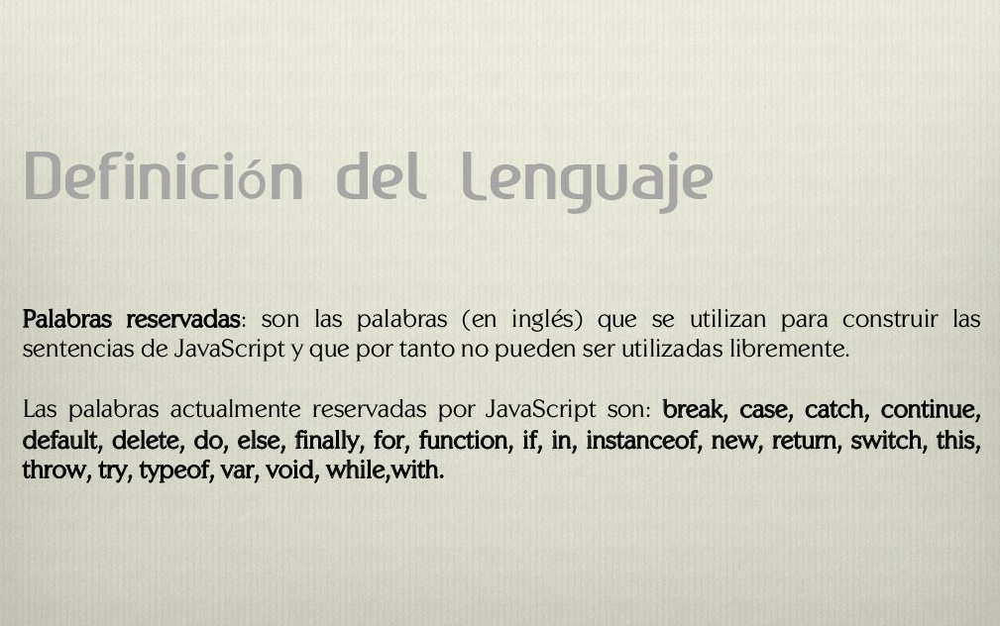 Definición del Lenguaje
Palabras reservadas: son las palabras (en inglés) que se utilizan para construir las
sentencias de JavaScript y que por tanto no pueden ser utilizadas libremente.
Las palabras actualmente reservadas por JavaScript son: break, case, catch, continue,
default, delete, do, else, finally, for, function, if, in, instanceof, new, return, switch, this,
throw, try, typeof, var, void, while,with.